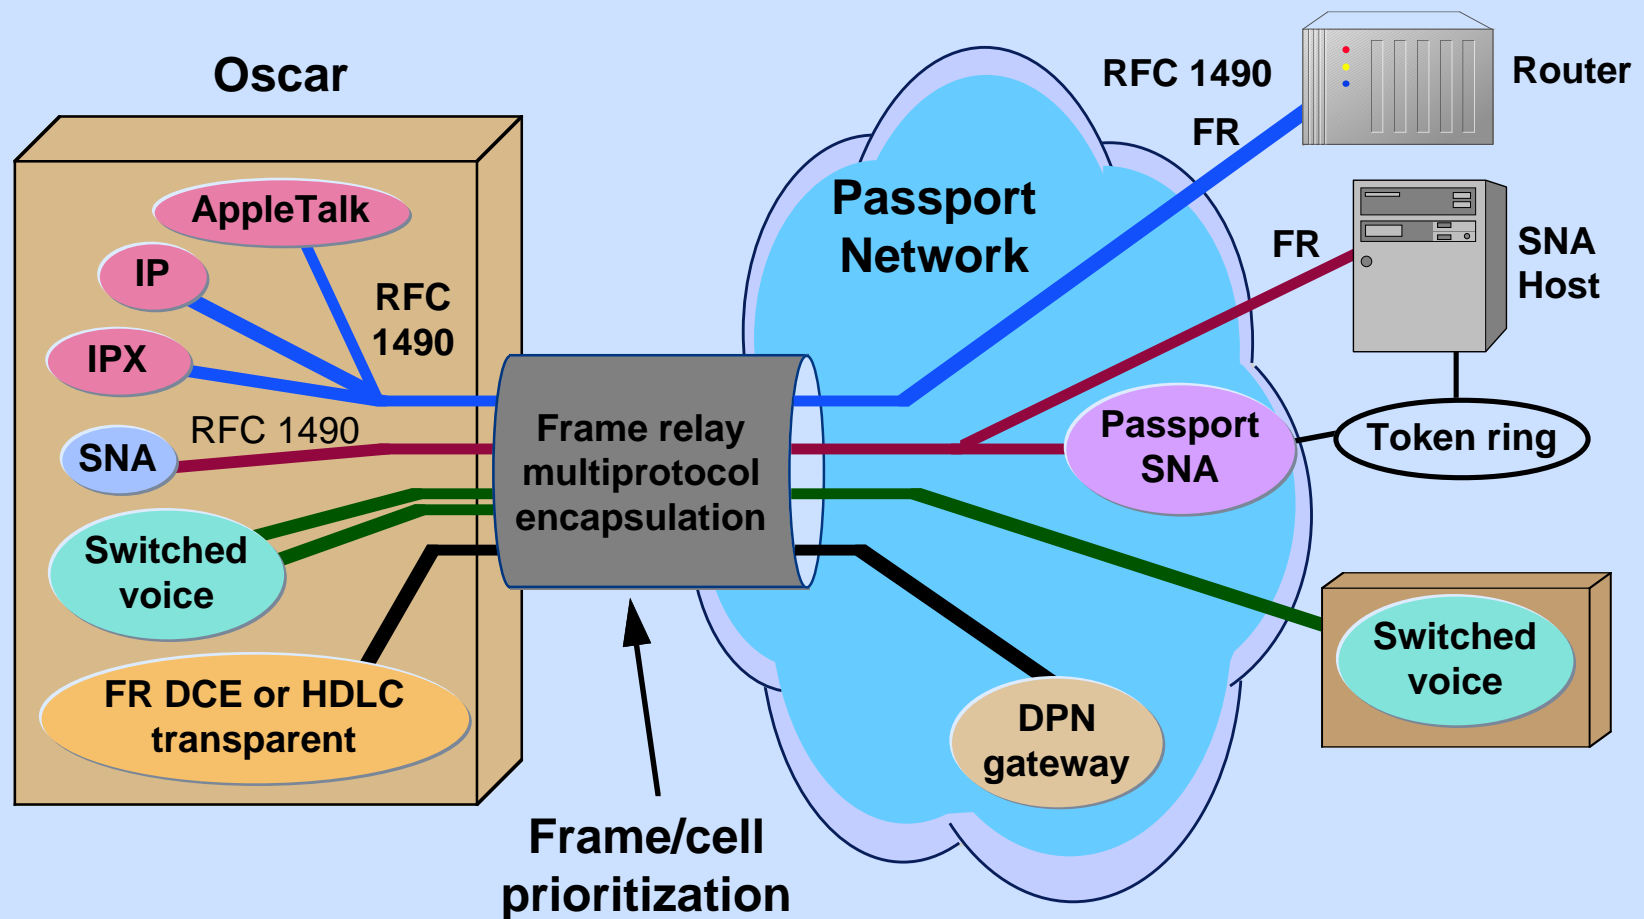 Oscar
AppleTalk
IP
IPX
RFC
1490
RFC 1490
SNA
Switched
voice
FR DCE or HDLC
transparent
Frame relay
multiprotocol
encapsulation
Frame/cell
prioritization
Passport
Network
RFC 1490
FR
Router
FR
SNA
Host
Passport
SNA
Token ring
Switched
voice
DPN
gateway